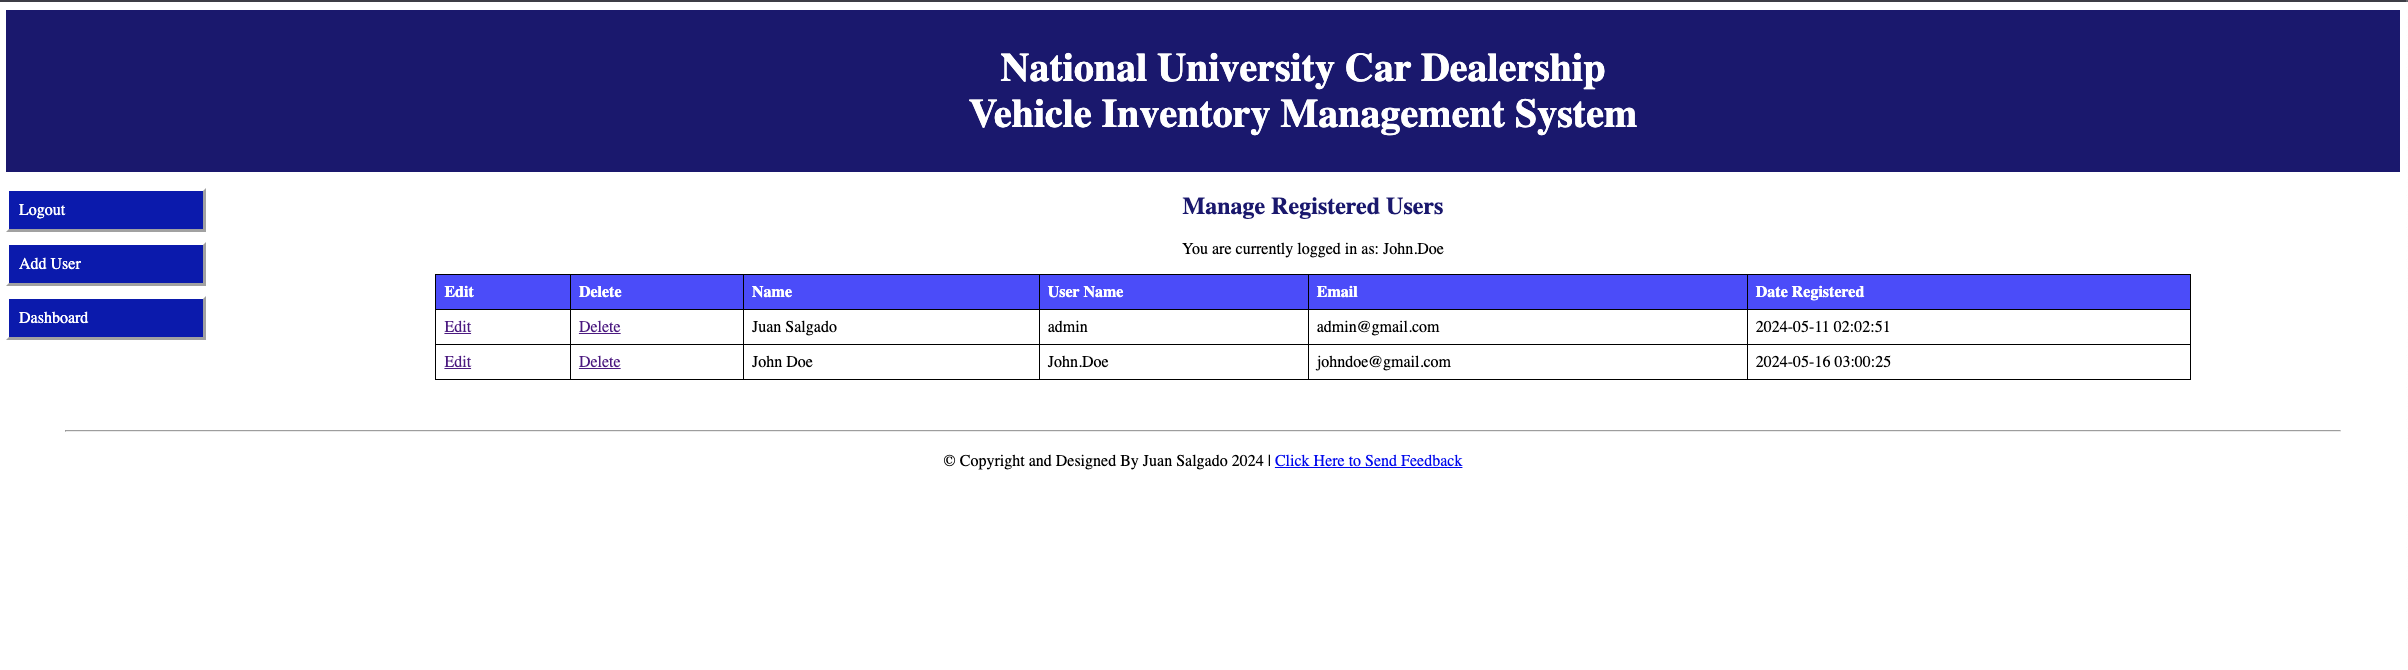 National University Car Dealership
Vehicle Inventory Management System
Logout
Add User
Dashboard
Manage Registered Users
You are currently logged in as: John.Doe
Edit Delete Name User Name Email Date Registered
Edit Delete Juan Salgado admin admin@gmail.com 2024-05-11 02:02:51
Edit Delete John Doe John.Doe johndoe@gmail.com 2024-05-16 03:00:25
© Copyright and Designed By Juan Salgado 2024 | Click Here to Send Feedback